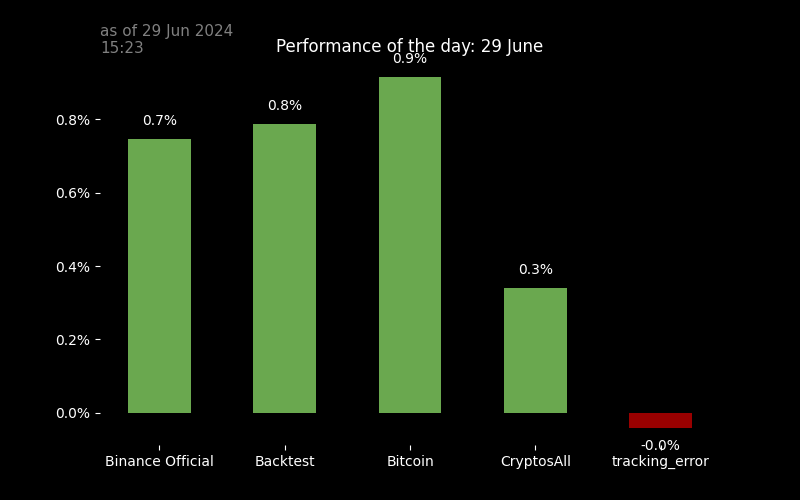 as of 29 Jun 2024
15:23
Performance of the day: 29 June
0.9%
0.8%
0.7%
0.8%
0.6%
0.4%
0.3%
0.2%
0.0%
-0.0%
Binance Official
Backtest
Bitcoin
CryptosAll
tracking_error